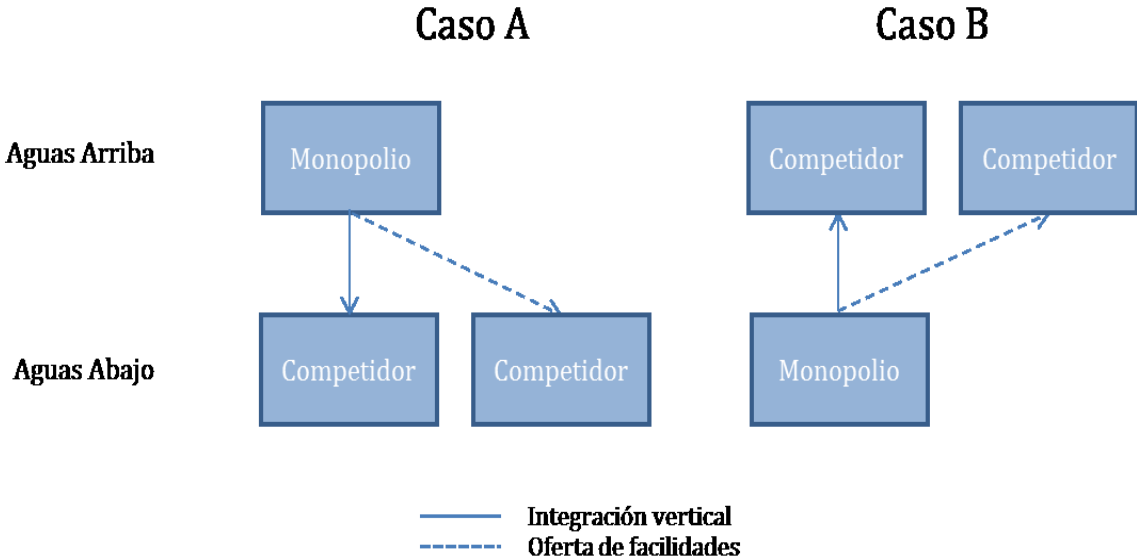 Caso A
Caso B
Aguas Arriba
Monopolio
Competidor
Competidor
Aguas Abajo
Competidor
Competidor
Monopolio
Integración vertical
Oferta de facilidades